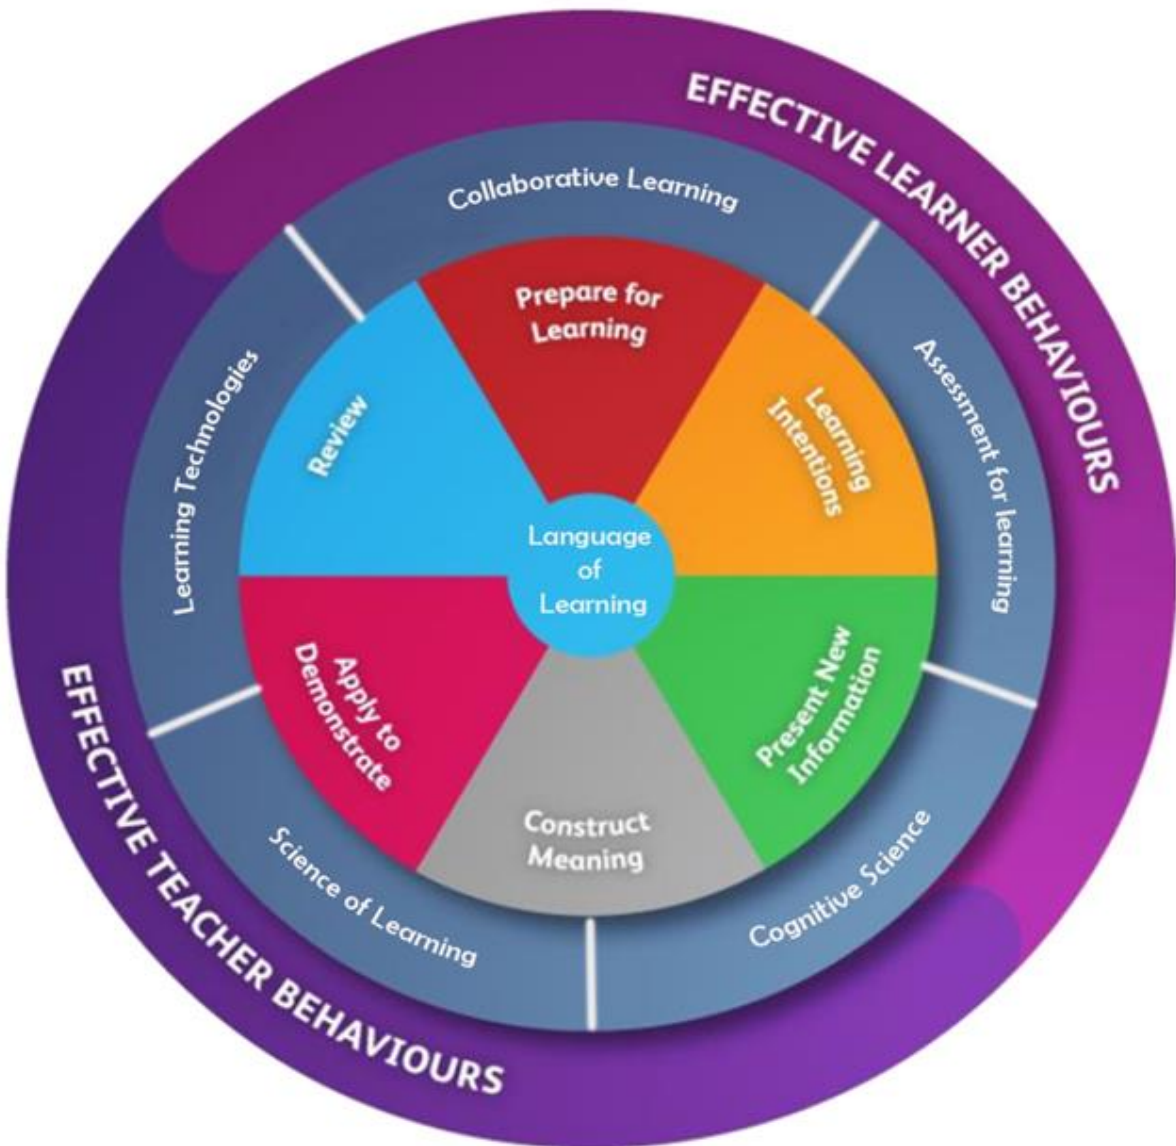 EFFECTIVE LEARNER BEHAVIOURS
Collaborative Learning
Assessment for learning
Cognitive Science
Science of Learning
Learning Technologies
Prepare for
Learning
Learning
Intentions
Present New
Information
Construct
Meaning
Apply to
Demonstrate
Review
Language
of
Learning
EFFECTIVE TEACHER BEHAVIOURS